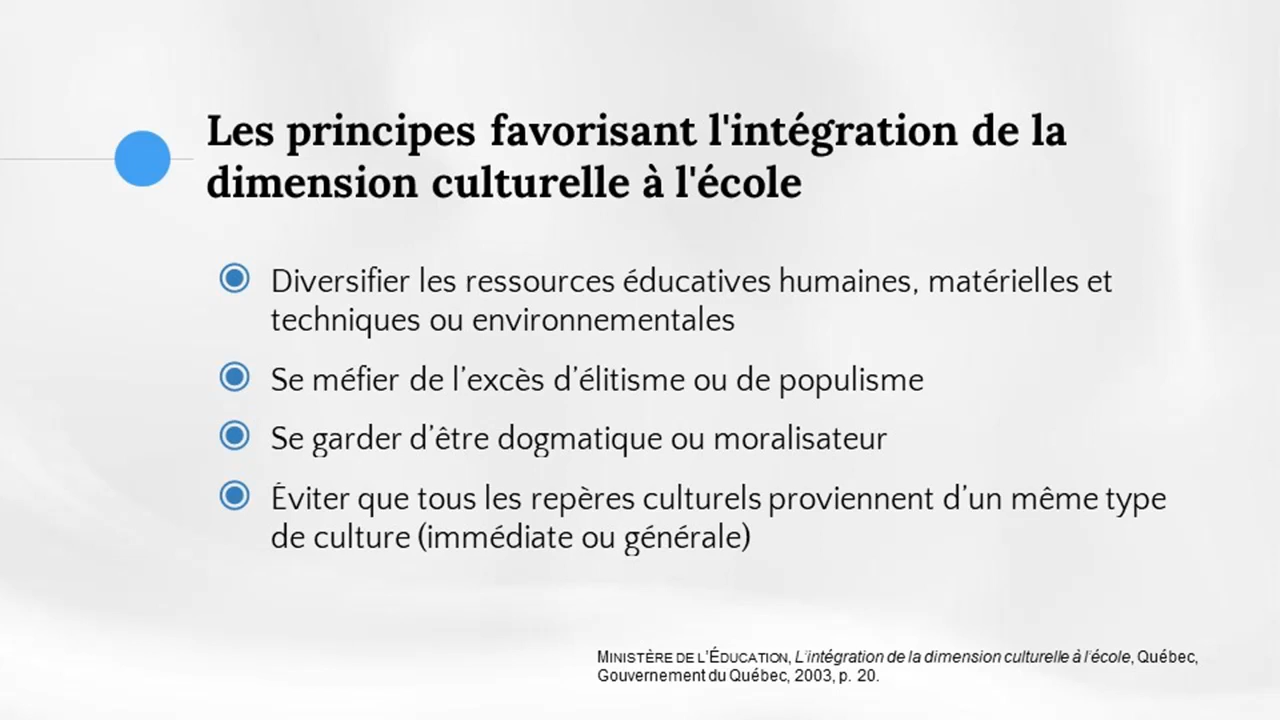 Les principes favorisant l'intégration de la
dimension culturelle à l'école
Diversifier les ressources éducatives humaines, matérielles et
techniques ou environnementales
Se méfier de l’excès d’élitisme ou de populisme
Se garder d’être dogmatique ou moralisateur
Éviter que tous les repères culturels proviennent d’un même type
de culture (immédiate ou générale)
MINISTÈRE DE L’ÉDUCATION, L’intégration de la dimension culturelle à l’école, Québec,
Gouvernement du Québec, 2003, p. 20.